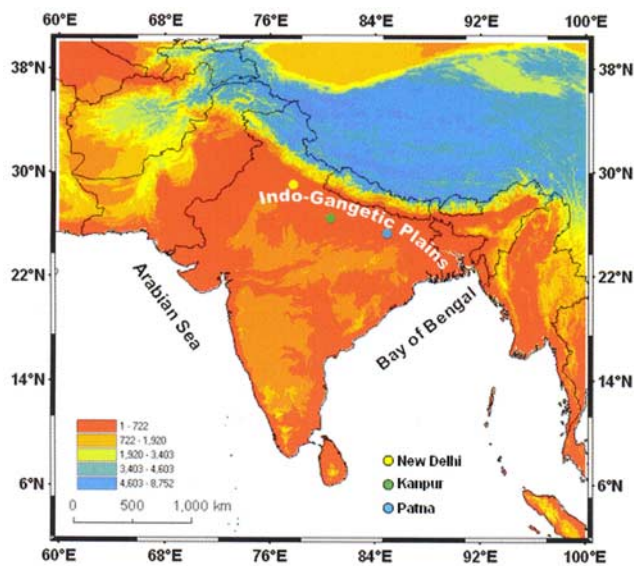 60°E 68°E 76°E 84°E 92°E 100°E
38°N 38°N
30°N 30°N
Indo-Gangetic Plains
22°N 22°N
Arabian Sea
Bay of Bengal
14°N 14°N
1 - 722
722 - 1,920
1,920 - 3,403
3,403 - 4,603
4,603 - 8,752
New Delhi
Kanpur
Patna
6°N 6°N
0 500 1,000 km
60°E 68°E 76°E 84°E 92°E 100°E